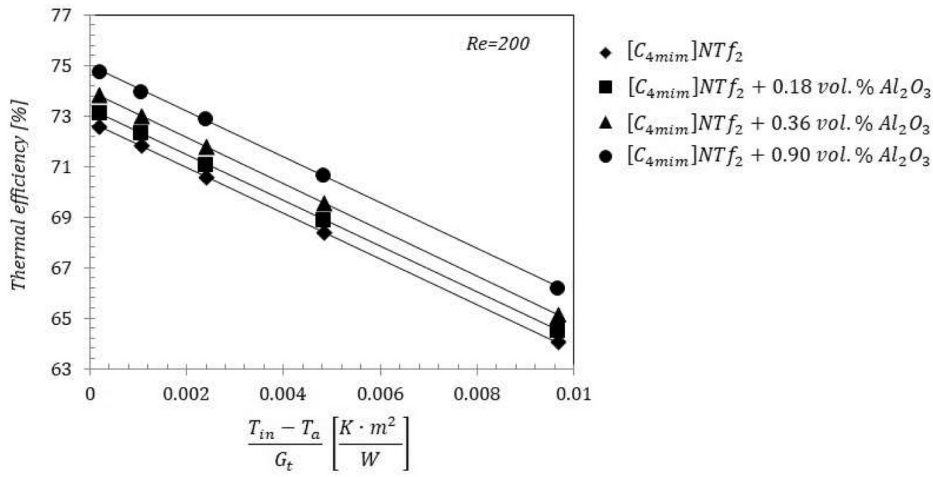 77
75
73
71
69
67
65
63
Thermal efficiency [%]
Re=200
[C₄ₘᵢₘ]NTf₂
[C₄ₘᵢₘ]NTf₂ + 0.18 vol.% Al₂O₃
[C₄ₘᵢₘ]NTf₂ + 0.36 vol.% Al₂O₃
[C₄ₘᵢₘ]NTf₂ + 0.90 vol.% Al₂O₃
0 0.002 0.004 0.006 0.008 0.01
(T_in − T_a)/G_t [K · m²/W]